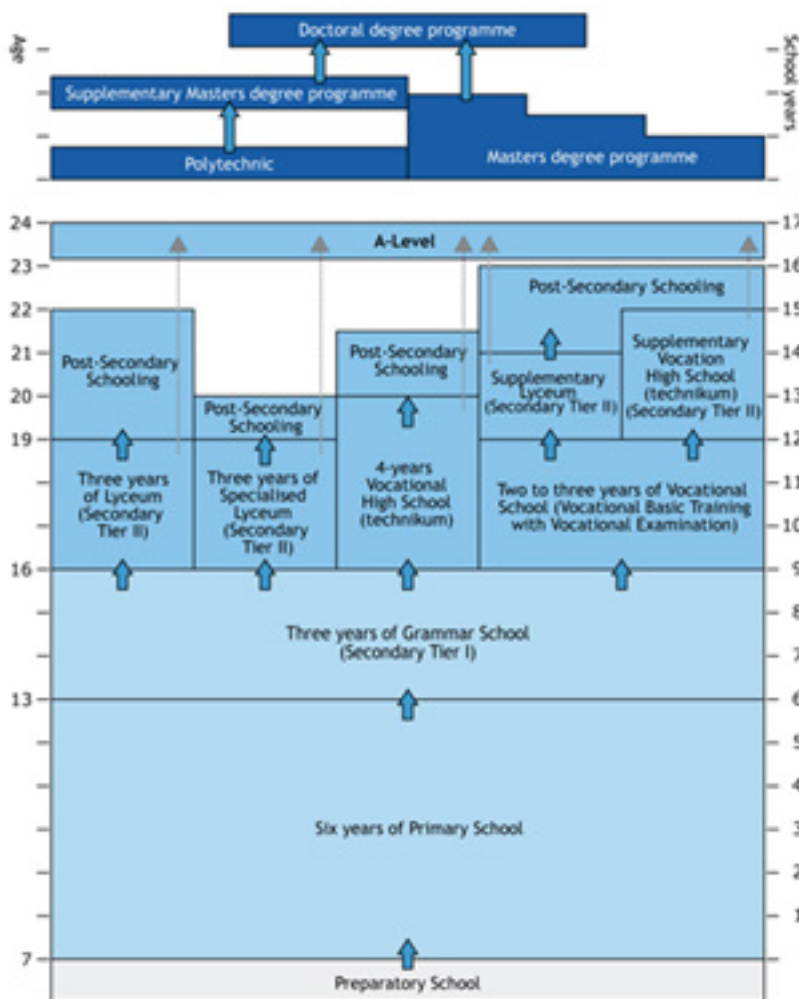 Doctoral degree programme
Age
School years
Supplementary Masters degree programme
Polytechnic
Masters degree programme
24
17
A-Level
23
16
Post-Secondary Schooling
22
15
Post-Secondary
Schooling
Post-Secondary
Schooling
Supplementary
Vocation
High School
(technikum)
(Secondary Tier II)
21
14
Supplementary
Lyceum
(Secondary Tier II)
20
13
Post-Secondary
Schooling
19
12
Three years
of Lyceum
(Secondary
Tier II)
Three years of
Specialised
Lyceum
(Secondary
Tier II)
4-years
Vocational
High School
(technikum)
Two to three years of Vocational
School (Vocational Basic Training
with Vocational Examination)
11
10
16
9
8
Three years of Grammar School
(Secondary Tier I)
7
13
6
5
4
Six years of Primary School
3
2
1
7
Preparatory School